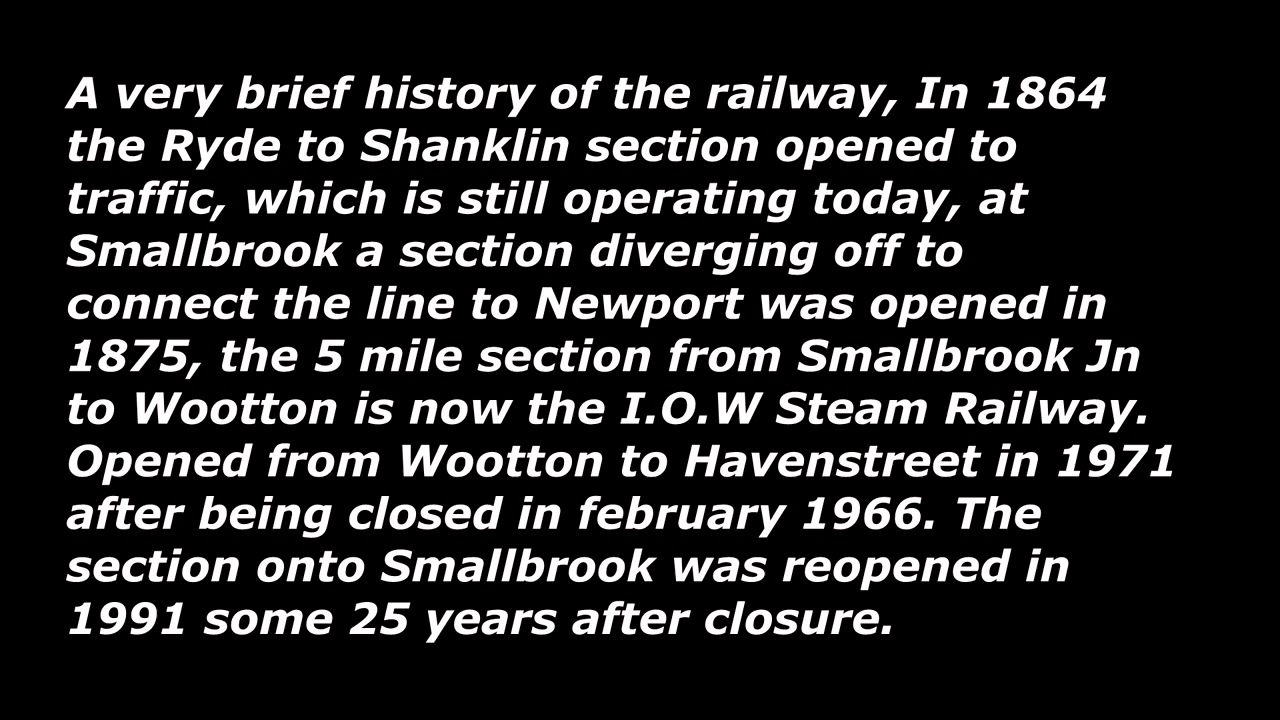 A very brief history of the railway, In 1864
the Ryde to Shanklin section opened to
traffic, which is still operating today, at
Smallbrook a section diverging off to
connect the line to Newport was opened in
1875, the 5 mile section from Smallbrook Jn
to Wootton is now the I.O.W Steam Railway.
Opened from Wootton to Havenstreet in 1971
after being closed in february 1966. The
section onto Smallbrook was reopened in
1991 some 25 years after closure.